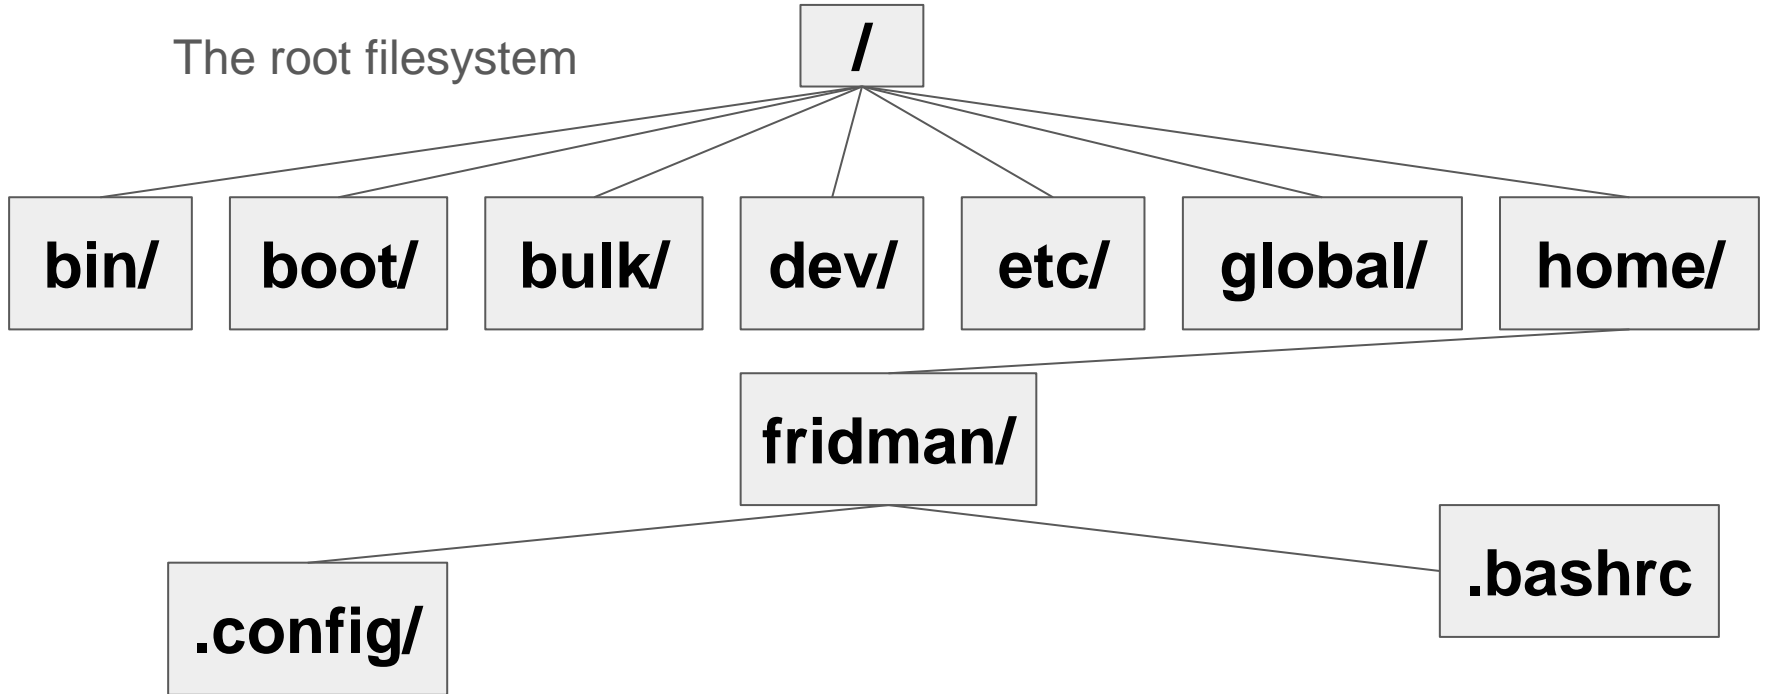 The root filesystem
/
bin/
boot/
bulk/
dev/
etc/
global/
home/
fridman/
.config/
.bashrc